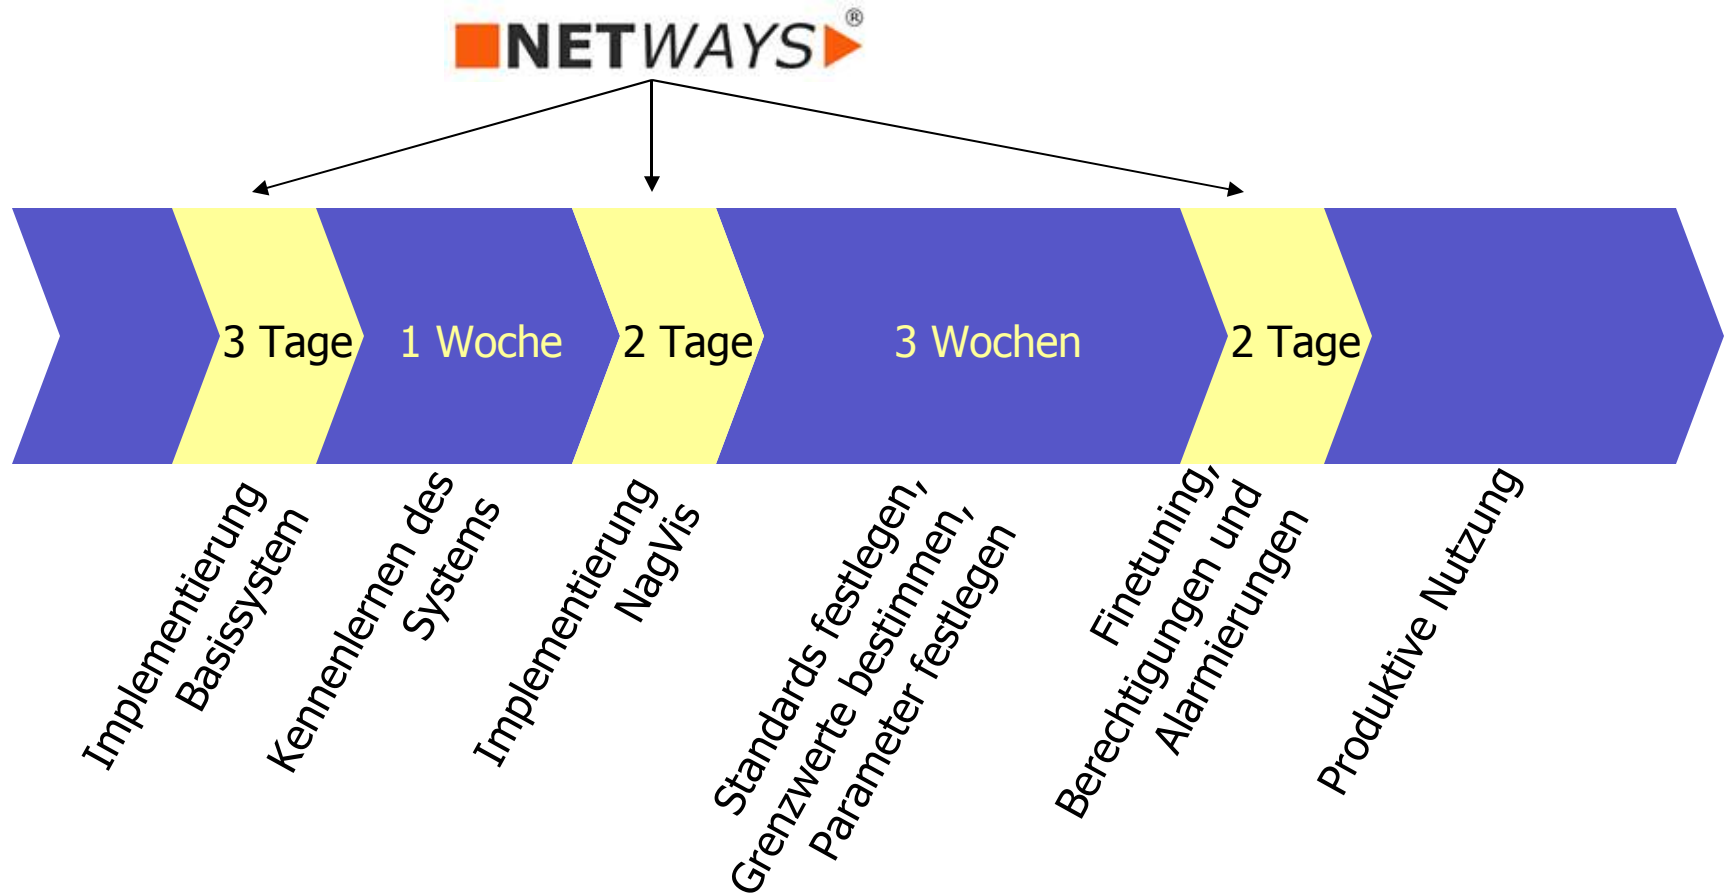 NETWAYS®
3 Tage
1 Woche
2 Tage
3 Wochen
2 Tage
Implementierung
Basissystem
Kennenlernen des
Systems
Implementierung
NagVis
Standards festlegen,
Grenzwerte bestimmen,
Parameter festlegen
Finetuning,
Berechtigungen und
Alarmierungen
Produktive Nutzung